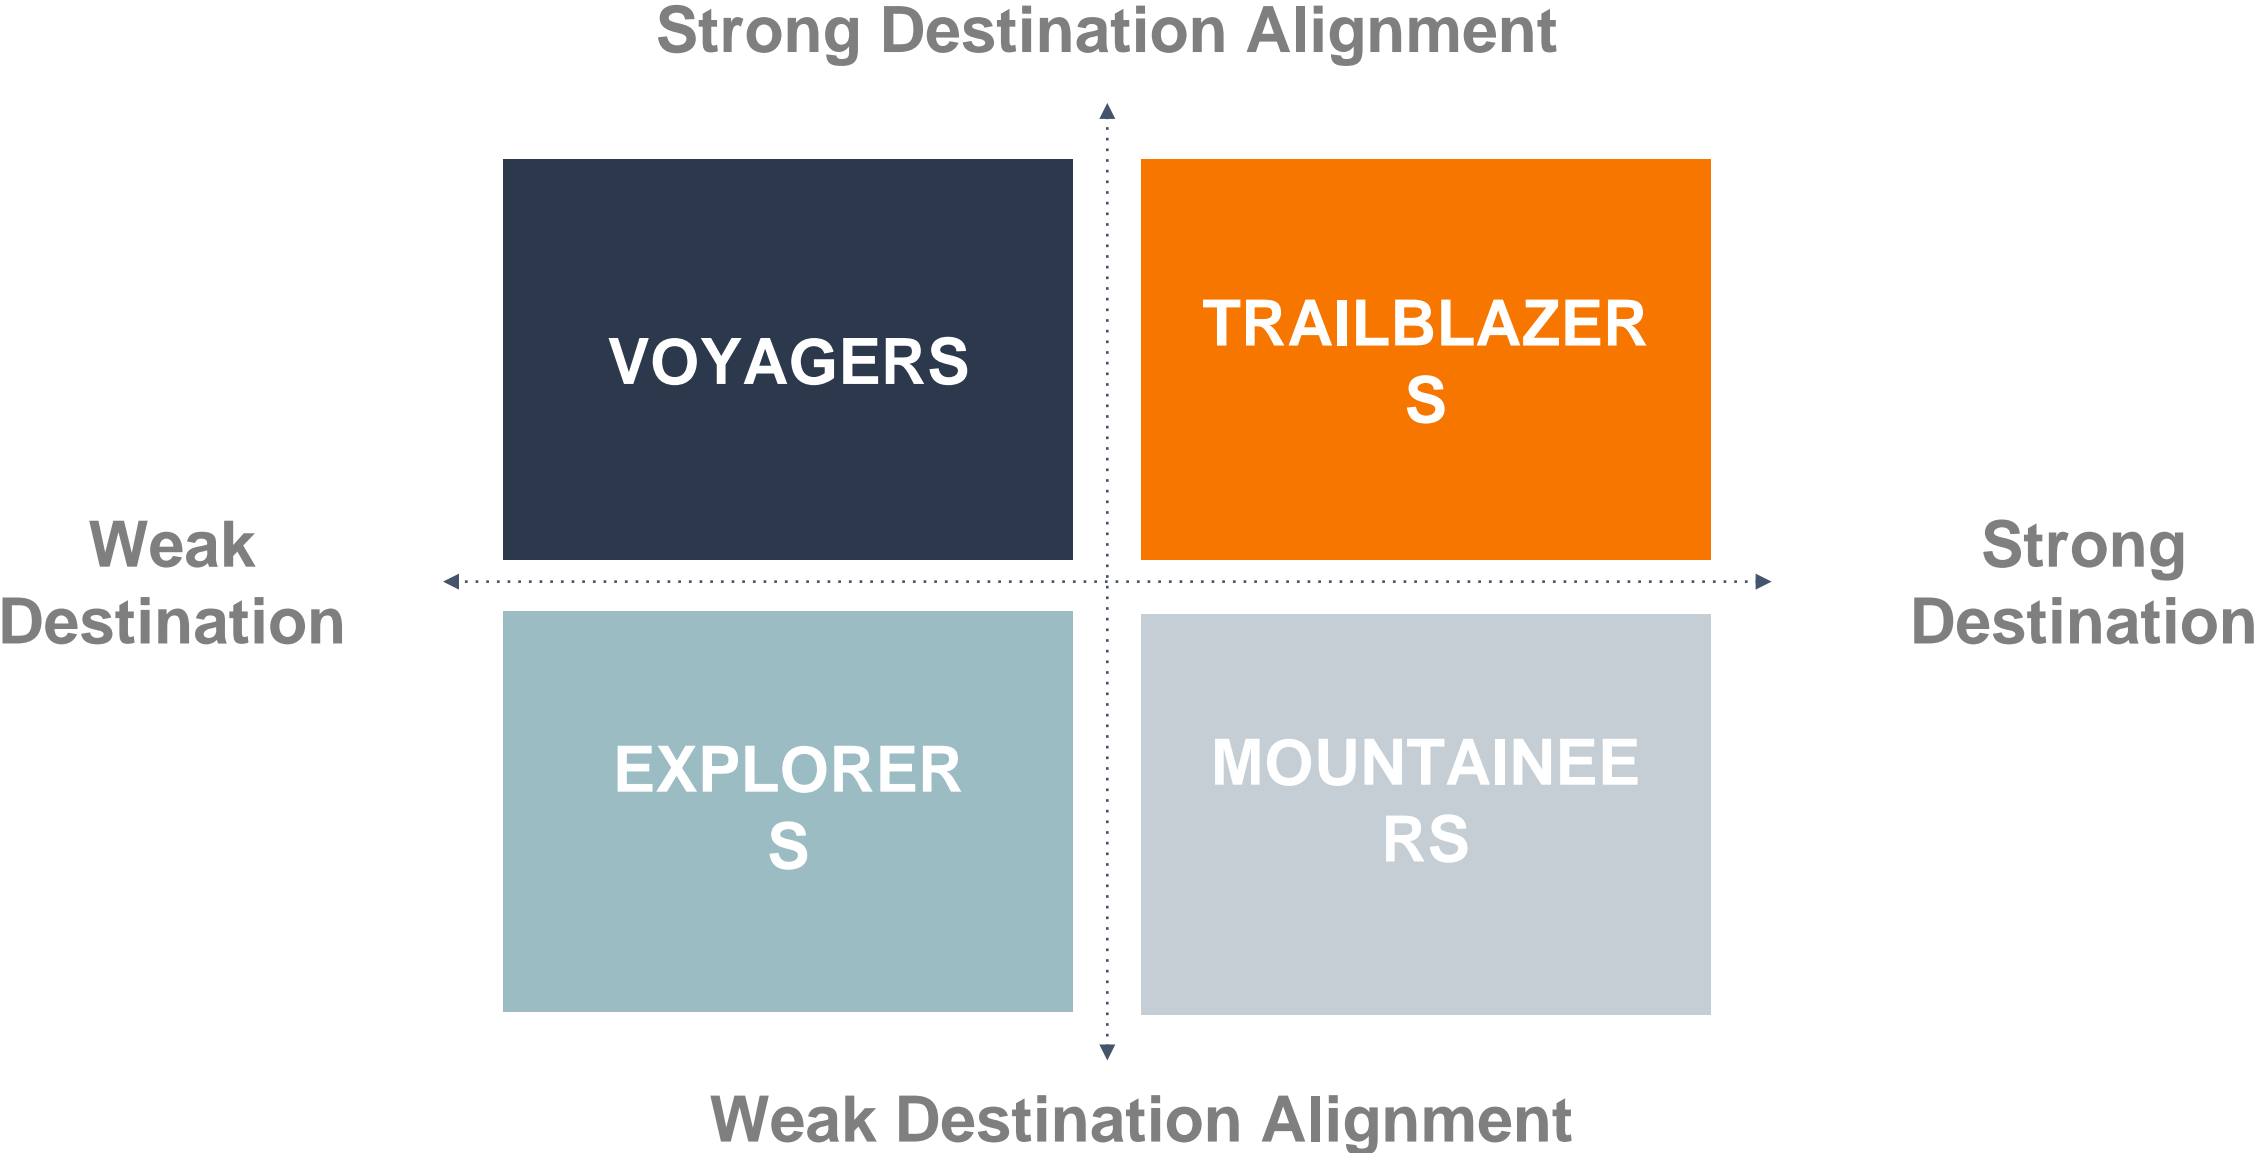 Strong Destination Alignment
VOYAGERS
TRAILBLAZER
S
Weak
Destination
Strong
Destination
EXPLORER
S
MOUNTAINEE
RS
Weak Destination Alignment